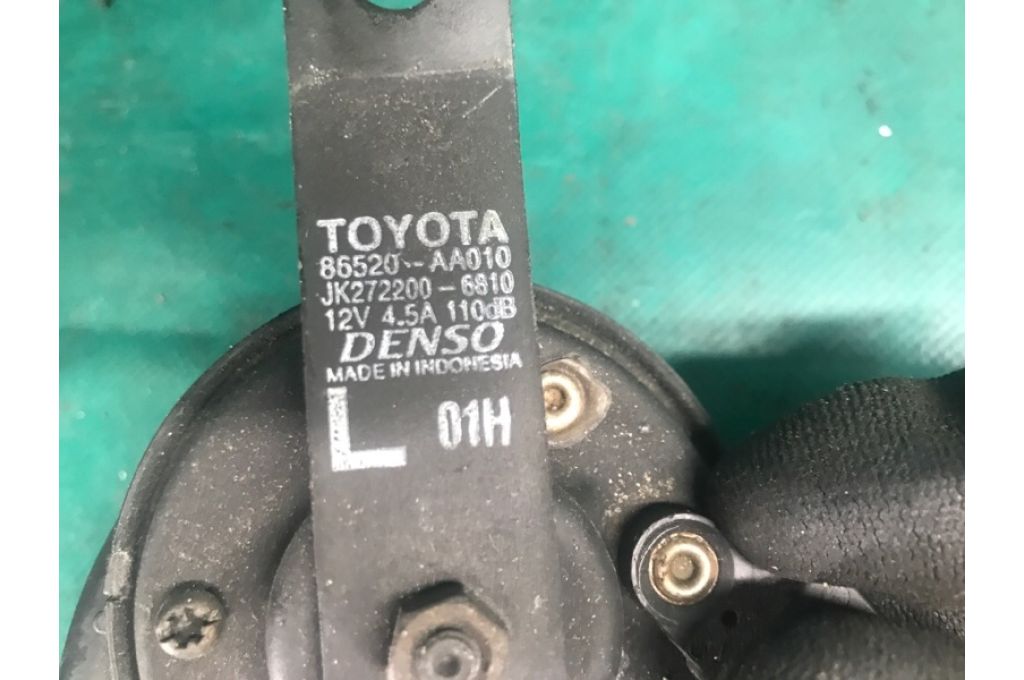 TOYOTA
86520-AA010
JK272200-6810
12V 4.5A 110dB
DENSO
MADE IN INDONESIA
L 01H